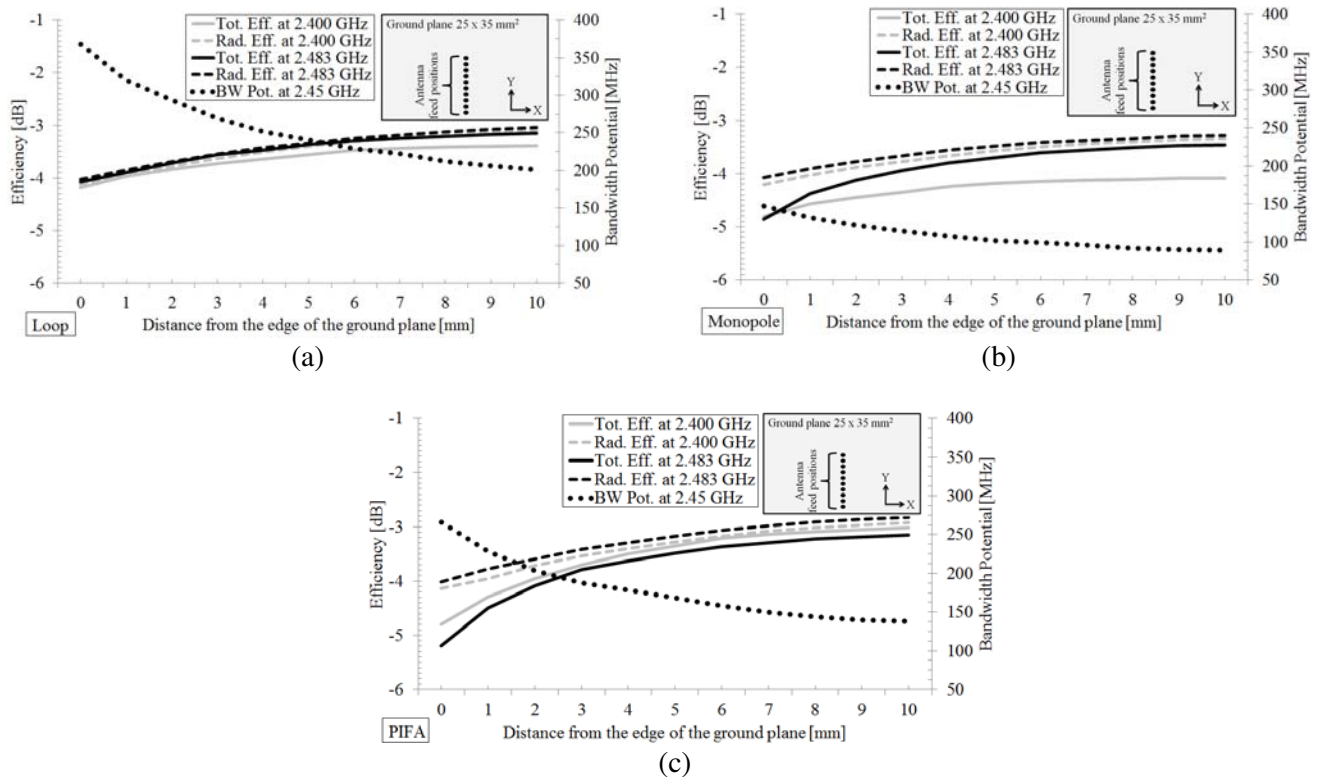 -1
-2
-3
-4
-5
-6
Efficiency [dB]
Tot. Eff. at 2.400 GHz
Rad. Eff. at 2.400 GHz
Tot. Eff. at 2.483 GHz
Rad. Eff. at 2.483 GHz
BW Pot. at 2.45 GHz
Ground plane 25 x 35 mm²
Antenna
feed positions
Y
X
400
350
300
250
200
150
100
50
Bandwidth Potential [MHz]
0 1 2 3 4 5 6 7 8 9 10
Loop
Distance from the edge of the ground plane [mm]
(a)
-1
-2
-3
-4
-5
-6
Efficiency [dB]
Tot. Eff. at 2.400 GHz
Rad. Eff. at 2.400 GHz
Tot. Eff. at 2.483 GHz
Rad. Eff. at 2.483 GHz
BW Pot. at 2.45 GHz
Ground plane 25 x 35 mm²
Antenna
feed positions
Y
X
400
350
300
250
200
150
100
50
Bandwidth Potential [MHz]
0 1 2 3 4 5 6 7 8 9 10
Monopole
Distance from the edge of the ground plane [mm]
(b)
-1
-2
-3
-4
-5
-6
Efficiency [dB]
Tot. Eff. at 2.400 GHz
Rad. Eff. at 2.400 GHz
Tot. Eff. at 2.483 GHz
Rad. Eff. at 2.483 GHz
BW Pot. at 2.45 GHz
Ground plane 25 x 35 mm²
Antenna
feed positions
Y
X
400
350
300
250
200
150
100
50
Bandwidth Potential [MHz]
0 1 2 3 4 5 6 7 8 9 10
PIFA
Distance from the edge of the ground plane [mm]
(c)